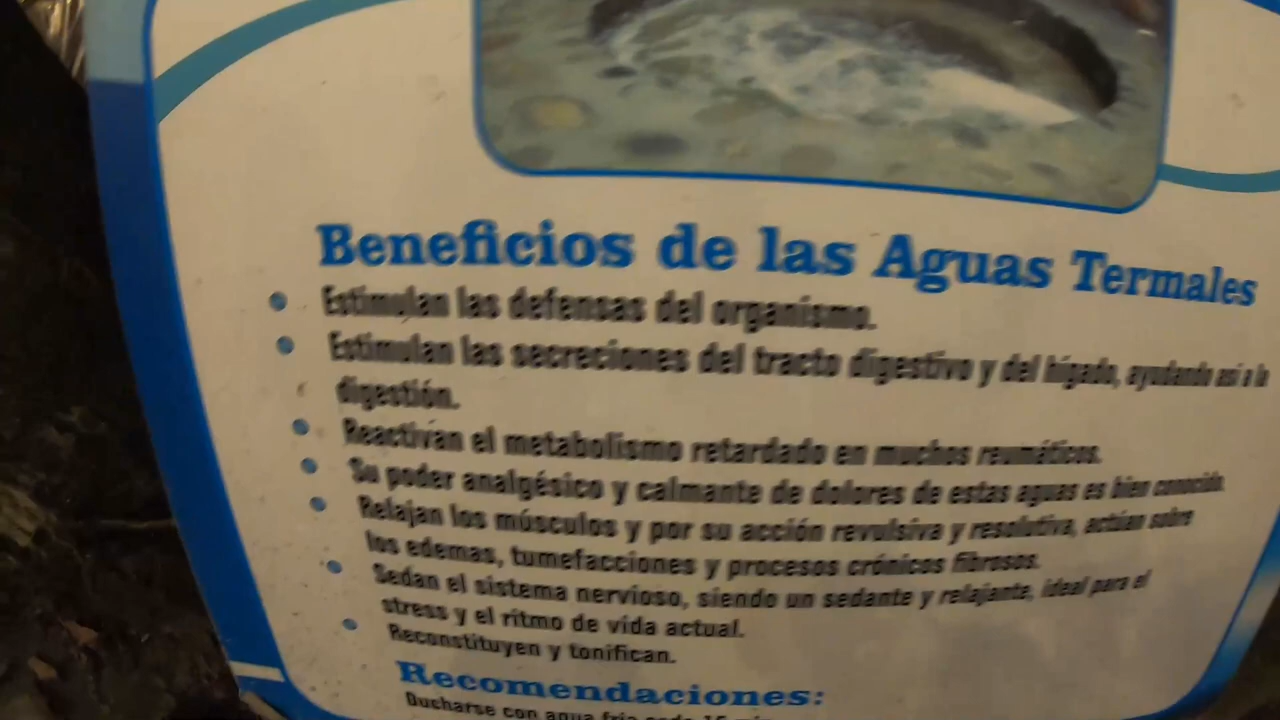 Beneficios de las Aguas Termales
Estimulan las defensas del organismo.
Estimulan las secreciones del tracto digestivo y del hígado, ayudando así a la
digestión.
Reactivan el metabolismo retardado en muchos reumáticos.
Su poder analgésico y calmante de dolores de estas aguas es bien conocido.
Relajan los músculos y por su acción revulsiva y resolutiva, actúan sobre
los edemas, tumefacciones y procesos crónicos fibrosos.
Sedan el sistema nervioso, siendo un sedante y relajante, ideal para el
stress y el ritmo de vida actual.
Reconstituyen y tonifican.
Recomendaciones:
Ducharse con agua fria cada 15 min